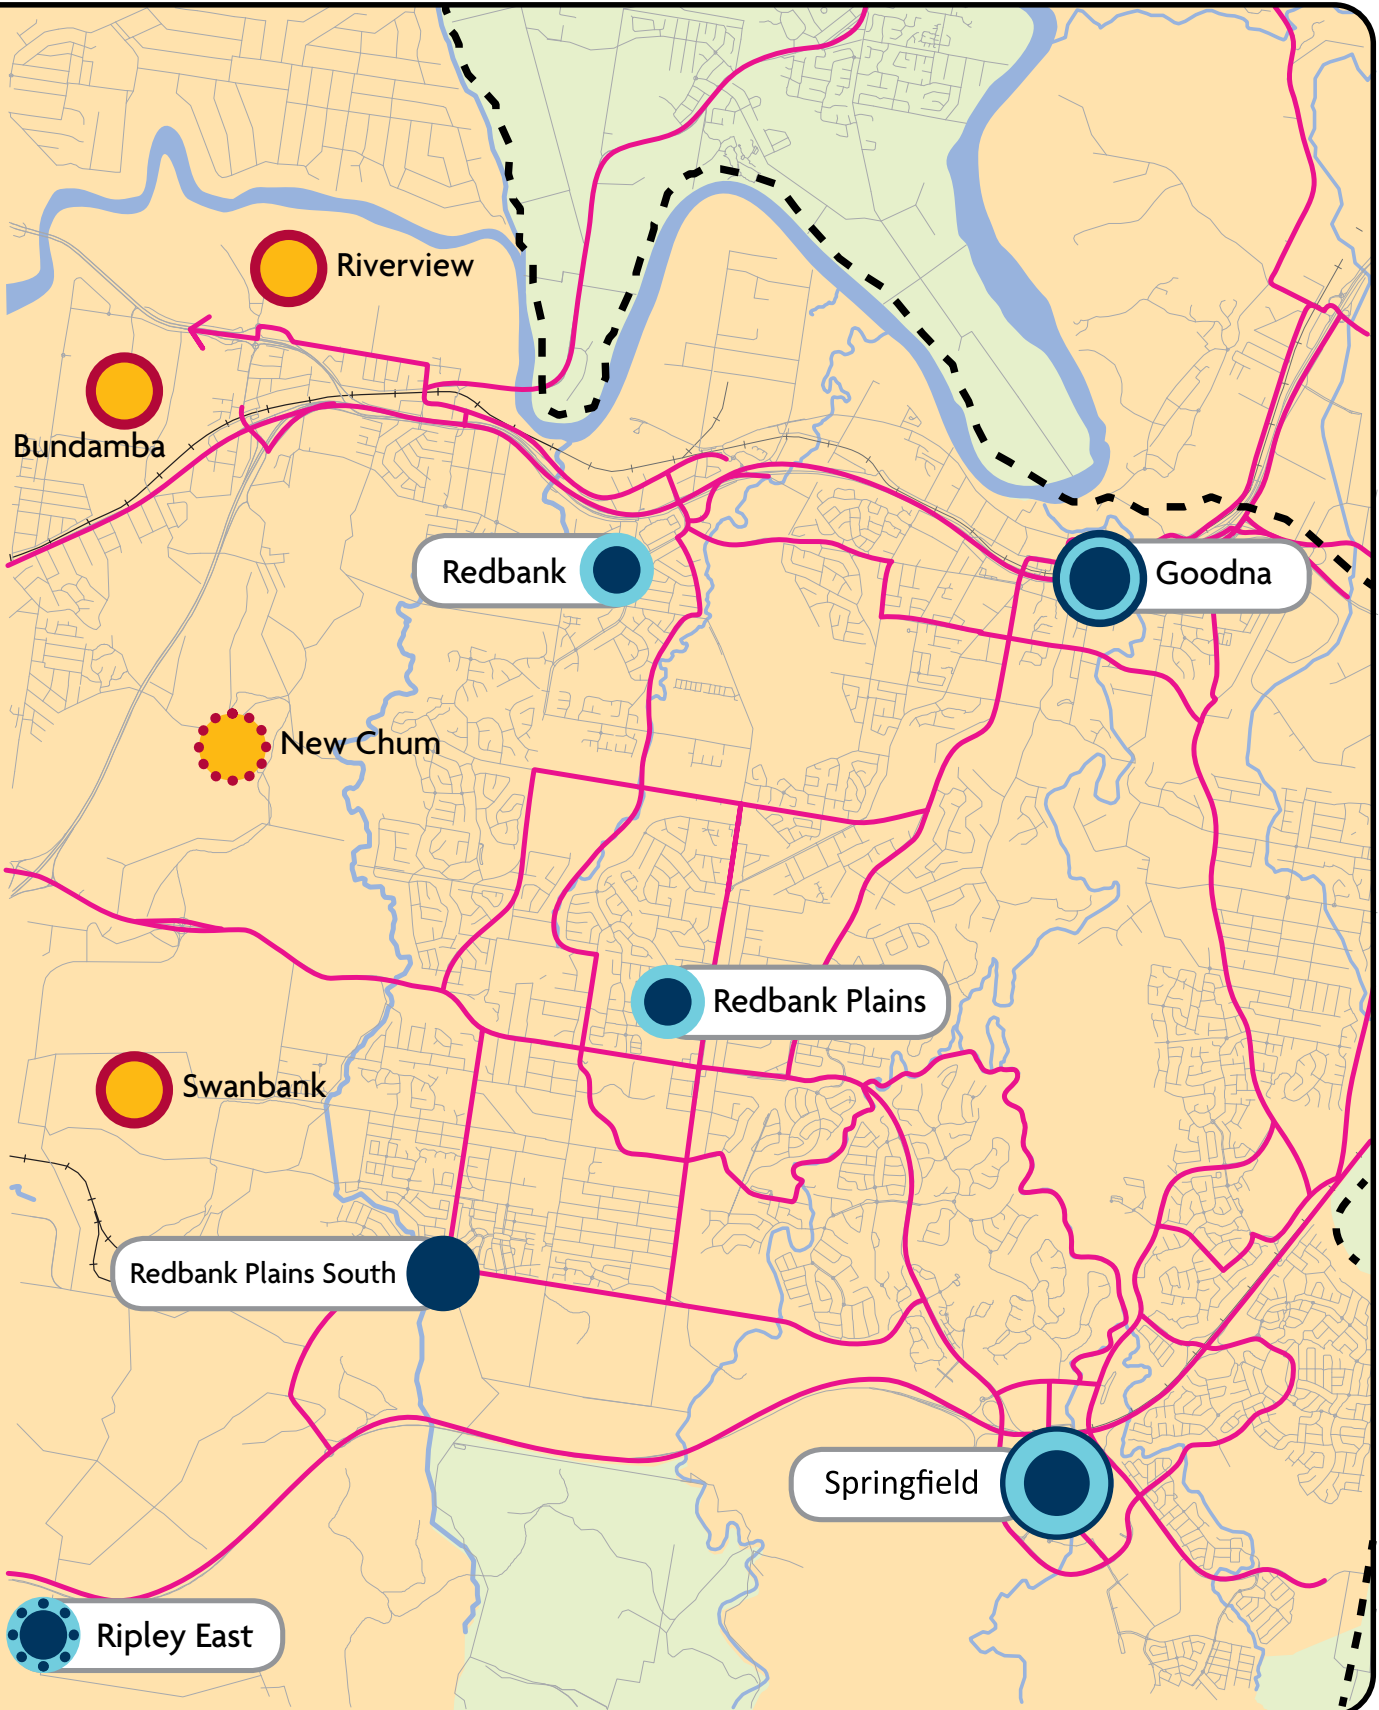 Riverview
Bundamba
Redbank
Goodna
New Chum
Redbank Plains
Swanbank
Redbank Plains South
Springfield
Ripley East